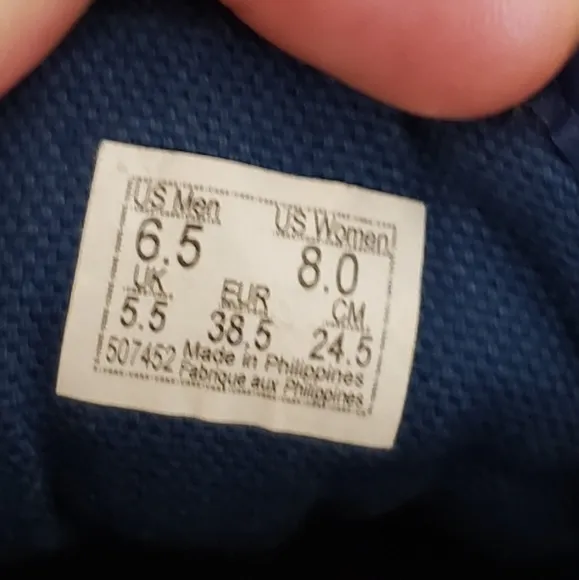 US Men US Women
6.5 8.0
UK EUR CM
5.5 38.5 24.5
507452 Made in Philippines
Fabrique aux Philippines